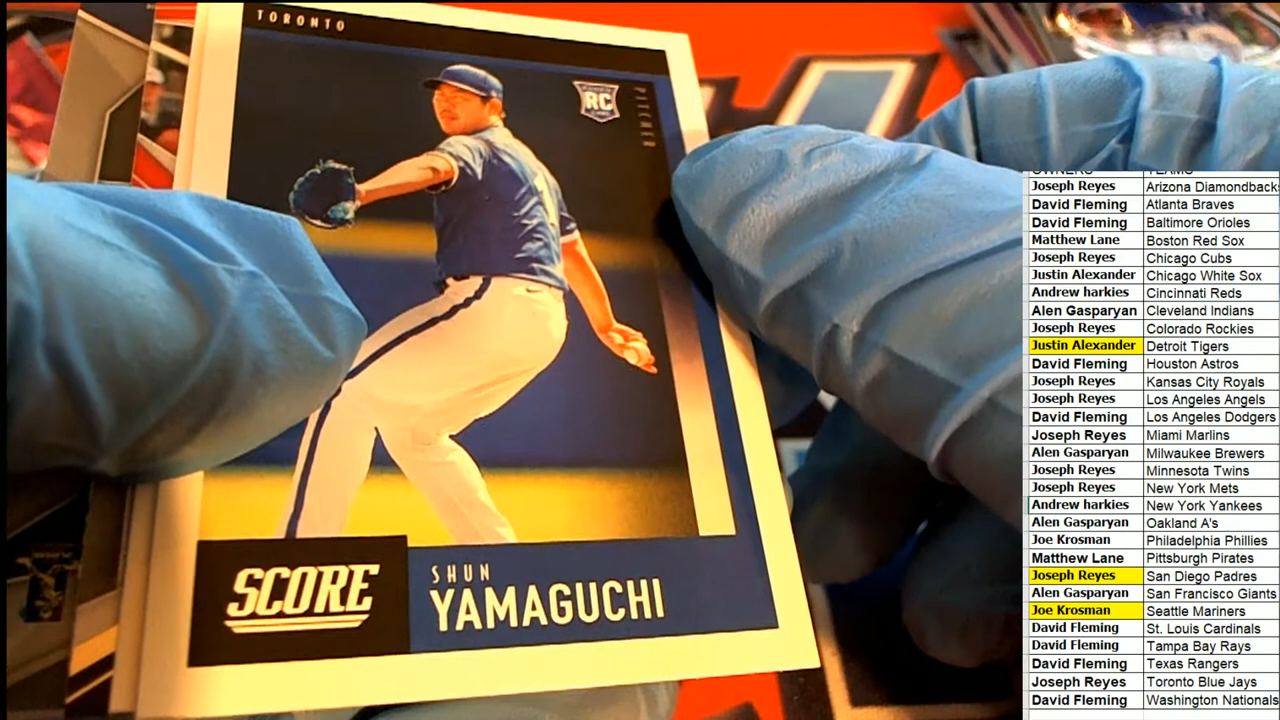 TORONTO
RC
PITCHER
SCORE
SHUN
YAMAGUCHI
OWNERS TEAMS
Joseph Reyes Arizona Diamondback
David Fleming Atlanta Braves
David Fleming Baltimore Orioles
Matthew Lane Boston Red Sox
Joseph Reyes Chicago Cubs
Justin Alexander Chicago White Sox
Andrew harkies Cincinnati Reds
Alen Gasparyan Cleveland Indians
Joseph Reyes Colorado Rockies
Justin Alexander Detroit Tigers
David Fleming Houston Astros
Joseph Reyes Kansas City Royals
Joseph Reyes Los Angeles Angels
David Fleming Los Angeles Dodgers
Joseph Reyes Miami Marlins
Alen Gasparyan Milwaukee Brewers
Joseph Reyes Minnesota Twins
Joseph Reyes New York Mets
Andrew harkies New York Yankees
Alen Gasparyan Oakland A's
Joe Krosman Philadelphia Phillies
Matthew Lane Pittsburgh Pirates
Joseph Reyes San Diego Padres
Alen Gasparyan San Francisco Giants
Joe Krosman Seattle Mariners
David Fleming St. Louis Cardinals
David Fleming Tampa Bay Rays
David Fleming Texas Rangers
Joseph Reyes Toronto Blue Jays
David Fleming Washington Nationals